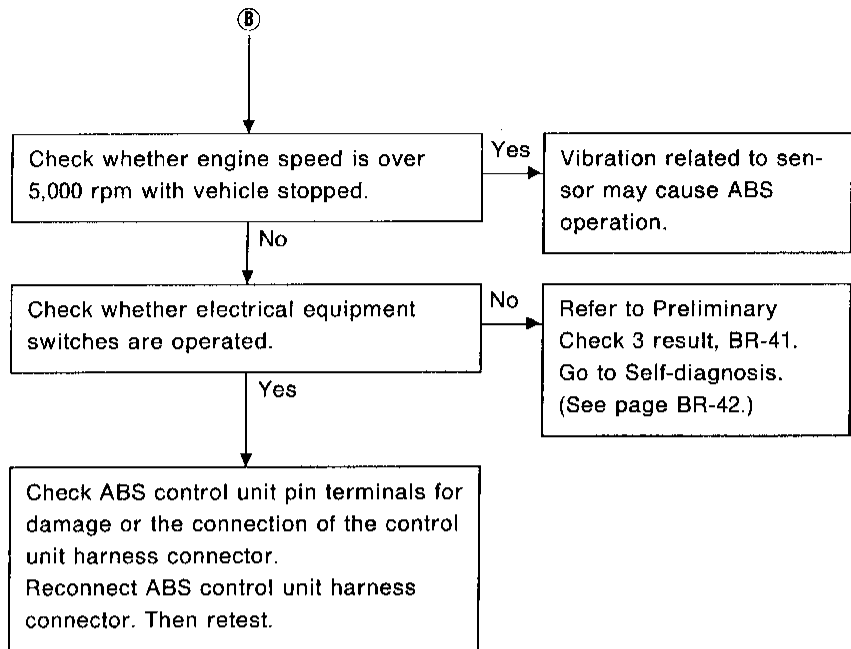 B
Check whether engine speed is over
5,000 rpm with vehicle stopped.
Yes
Vibration related to sen-
sor may cause ABS
operation.
No
Check whether electrical equipment
switches are operated.
No
Refer to Preliminary
Check 3 result, BR-41.
Go to Self-diagnosis.
(See page BR-42.)
Yes
Check ABS control unit pin terminals for
damage or the connection of the control
unit harness connector.
Reconnect ABS control unit harness
connector. Then retest.